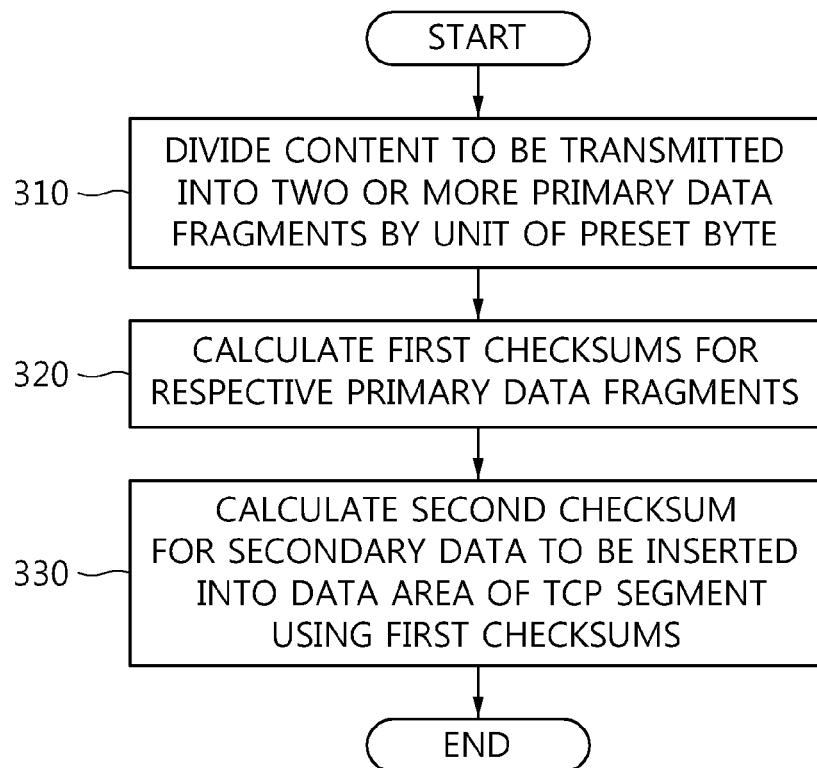 START
310
DIVIDE CONTENT TO BE TRANSMITTED
INTO TWO OR MORE PRIMARY DATA
FRAGMENTS BY UNIT OF PRESET BYTE
320
CALCULATE FIRST CHECKSUMS FOR
RESPECTIVE PRIMARY DATA FRAGMENTS
330
CALCULATE SECOND CHECKSUM
FOR SECONDARY DATA TO BE INSERTED
INTO DATA AREA OF TCP SEGMENT
USING FIRST CHECKSUMS
END